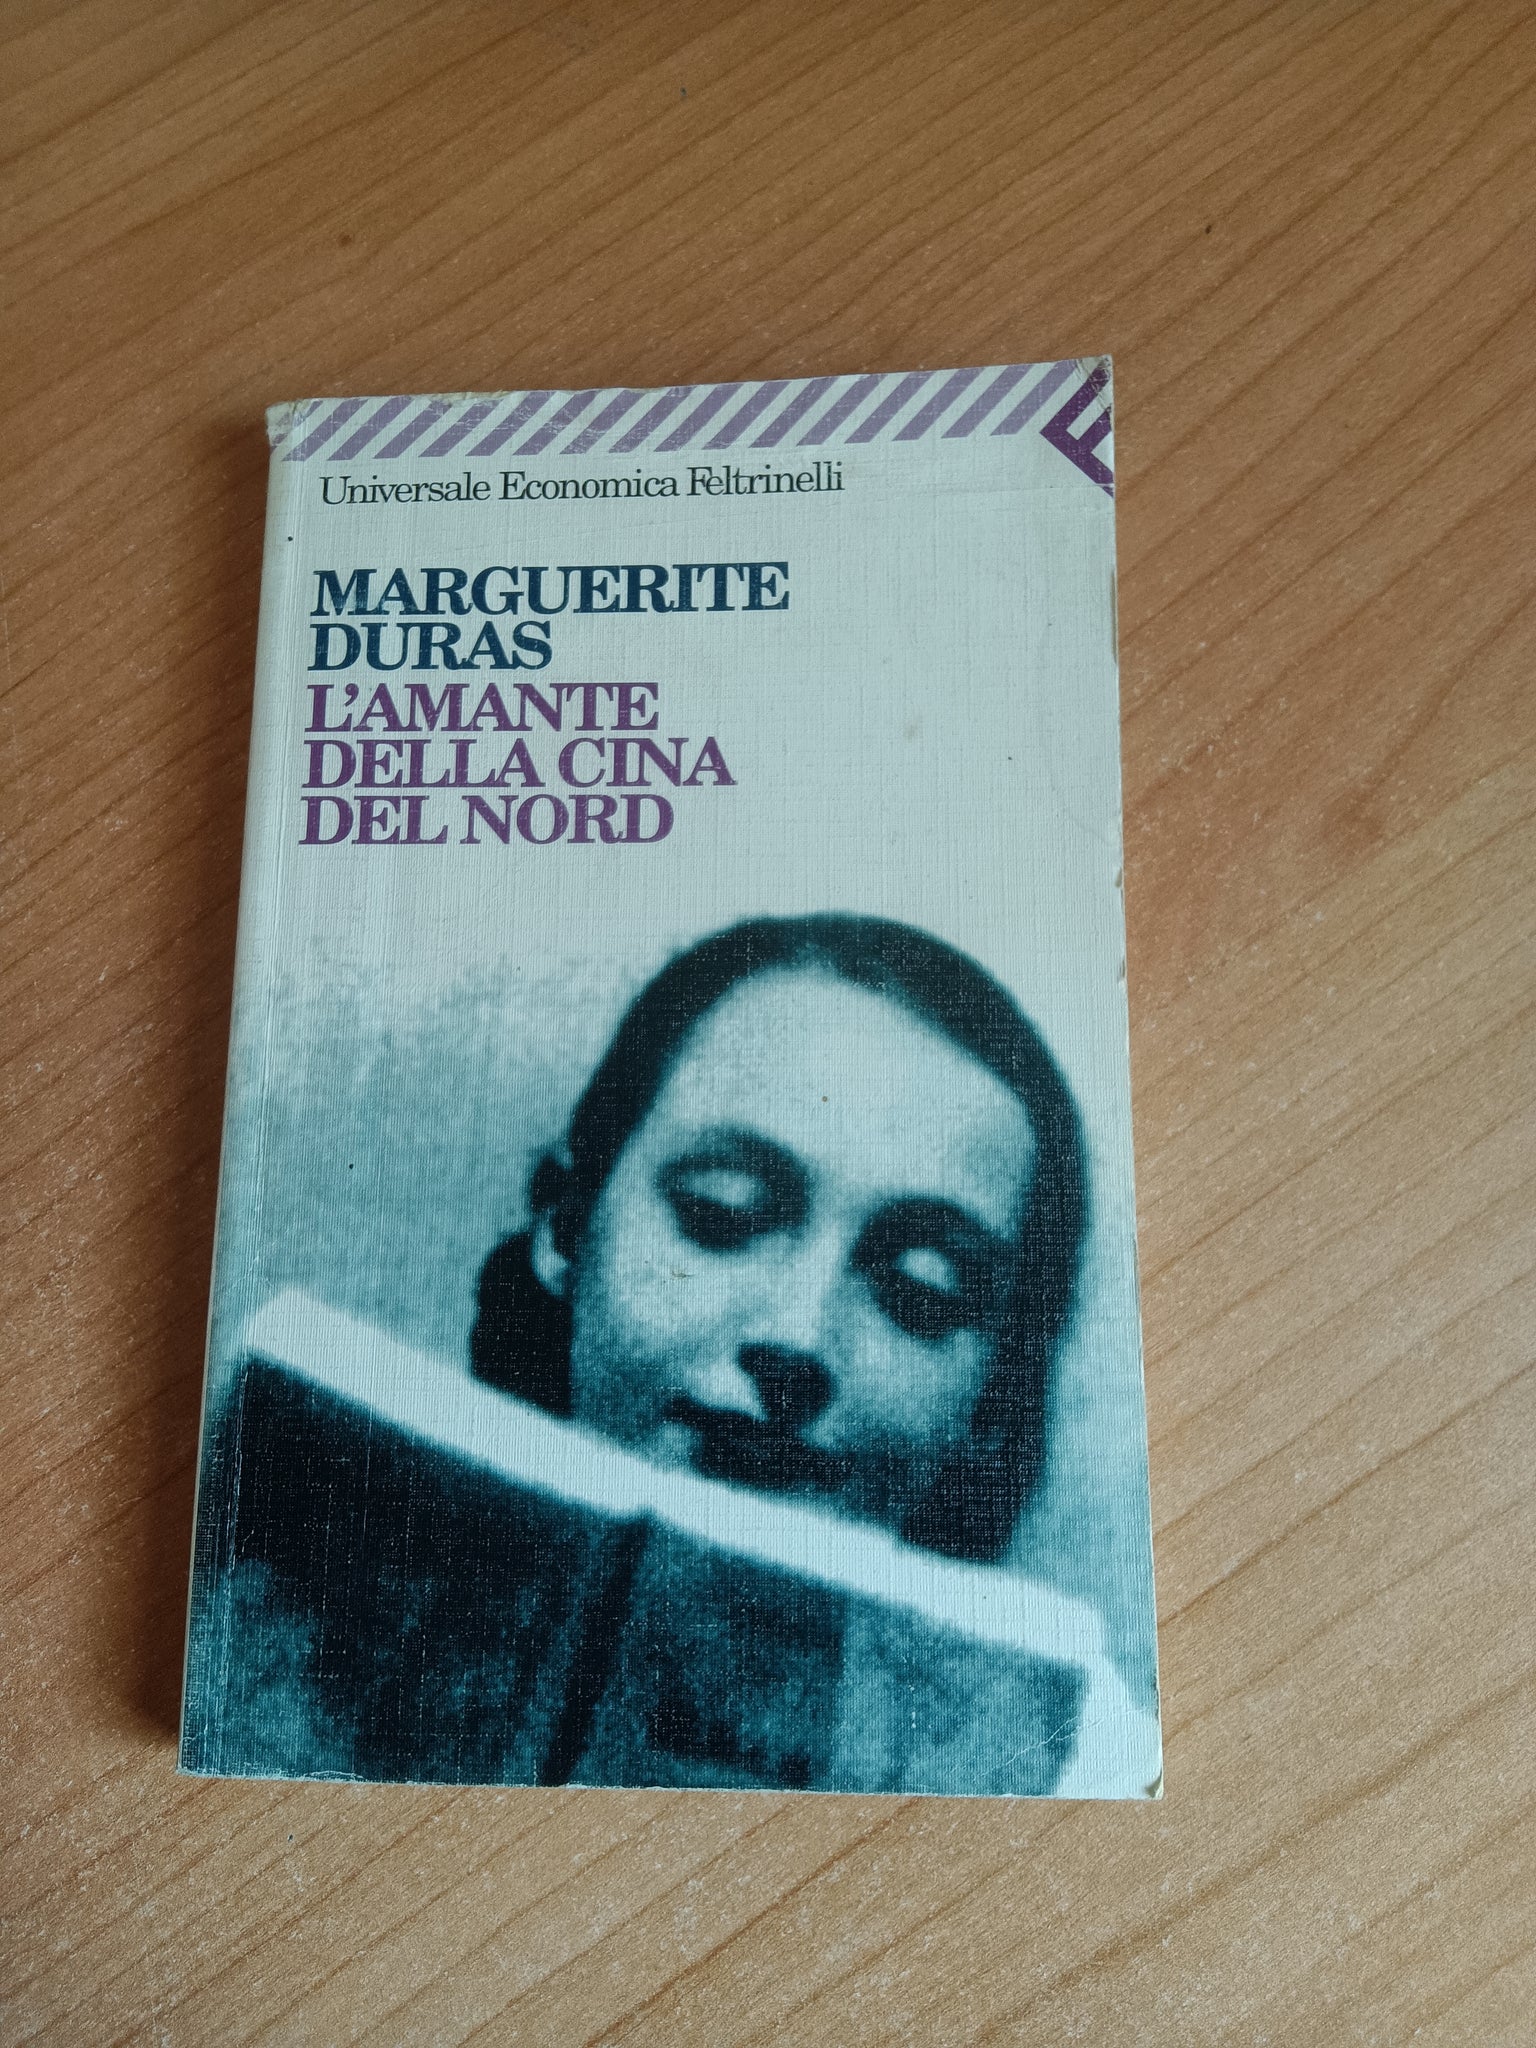 Universale Economica Feltrinelli
MARGUERITE
DURAS
L'AMANTE
DELLA CINA
DEL NORD